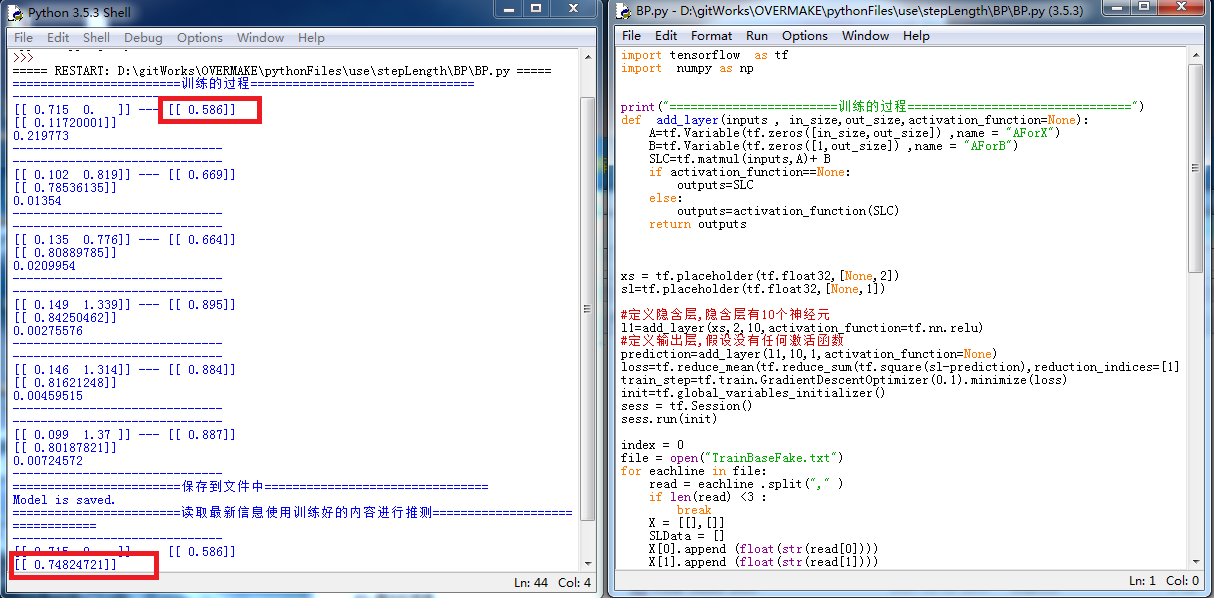 Python 3.5.3 Shell
File Edit Shell Debug Options Window Help
>>>
===== RESTART: D:\gitWorks\OVERMAKE\pythonFiles\use\stepLength\BP\BP.py =====
========================训练的过程================================
------------------------------
[[ 0.715  0.   ]] --- [[ 0.586]]
[[ 0.11720001]]
0.219773
------------------------------
------------------------------
[[ 0.102  0.819]] --- [[ 0.669]]
[[ 0.78536135]]
0.01354
------------------------------
------------------------------
[[ 0.135  0.776]] --- [[ 0.664]]
[[ 0.80889785]]
0.0209954
------------------------------
------------------------------
[[ 0.149  1.339]] --- [[ 0.895]]
[[ 0.84250462]]
0.00275576
------------------------------
------------------------------
[[ 0.146  1.314]] --- [[ 0.884]]
[[ 0.81621248]]
0.00459515
------------------------------
------------------------------
[[ 0.099  1.37 ]] --- [[ 0.887]]
[[ 0.80187821]]
0.00724572
------------------------------
========================保存到文件中================================
Model is saved.
========================读取最新信息使用训练好的内容进行推测====================
============
------------------------------
[[ 0.715  0.   ]] --- [[ 0.586]]
[[ 0.74824721]]
Ln: 44 Col: 4
BP.py - D:\gitWorks\OVERMAKE\pythonFiles\use\stepLength\BP\BP.py (3.5.3)
File Edit Format Run Options Window Help
import tensorflow  as tf
import  numpy as np
print("========================训练的过程================================")
def  add_layer(inputs , in_size,out_size,activation_function=None):
    A=tf.Variable(tf.zeros([in_size,out_size]) ,name = "AForX")
    B=tf.Variable(tf.zeros([1,out_size]) ,name = "AForB")
    SLC=tf.matmul(inputs,A)+ B
    if activation_function==None:
        outputs=SLC
    else:
        outputs=activation_function(SLC)
    return outputs
xs = tf.placeholder(tf.float32,[None,2])
sl=tf.placeholder(tf.float32,[None,1])
#定义隐含层,隐含层有10个神经元
l1=add_layer(xs,2,10,activation_function=tf.nn.relu)
#定义输出层,假设没有任何激活函数
prediction=add_layer(l1,10,1,activation_function=None)
loss=tf.reduce_mean(tf.reduce_sum(tf.square(sl-prediction),reduction_indices=[1]
train_step=tf.train.GradientDescentOptimizer(0.1).minimize(loss)
init=tf.global_variables_initializer()
sess = tf.Session()
sess.run(init)
index = 0
file = open("TrainBaseFake.txt")
for eachline in file:
    read = eachline .split("," )
    if len(read) <3 :
        break
    X = [[],[]]
    SLData = []
    X[0].append (float(str(read[0])))
    X[1].append (float(str(read[1])))
Ln: 1 Col: 0